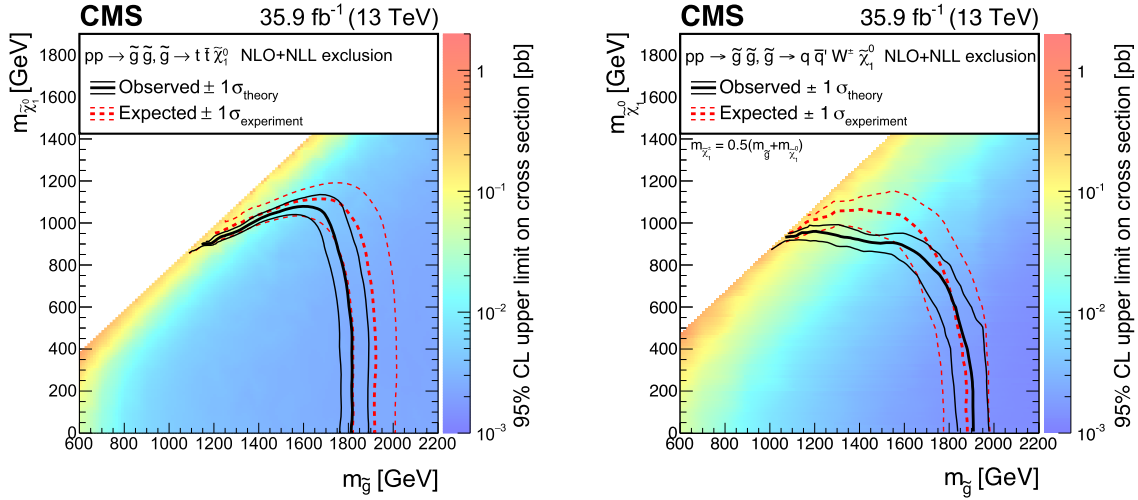 CMS 35.9 fb⁻¹ (13 TeV)
pp → g̃ g̃, g̃ → t t̄ χ̃⁰₁ NLO+NLL exclusion
Observed ± 1σ_theory
Expected ± 1σ_experiment
m_χ̃⁰₁ [GeV]
1800
1600
1400
1200
1000
800
600
400
200
0
600 800 1000 1200 1400 1600 1800 2000 2200
m_g̃ [GeV]
1
10⁻¹
10⁻²
10⁻³
95% CL upper limit on cross section [pb]
CMS 35.9 fb⁻¹ (13 TeV)
pp → g̃ g̃, g̃ → q q̄' W± χ̃⁰₁ NLO+NLL exclusion
Observed ± 1σ_theory
Expected ± 1σ_experiment
m_χ̃±₁ = 0.5(m_g̃+m_χ̃⁰₁)
m_χ̃⁰₁ [GeV]
1800
1600
1400
1200
1000
800
600
400
200
0
600 800 1000 1200 1400 1600 1800 2000 2200
m_g̃ [GeV]
1
10⁻¹
10⁻²
10⁻³
95% CL upper limit on cross section [pb]